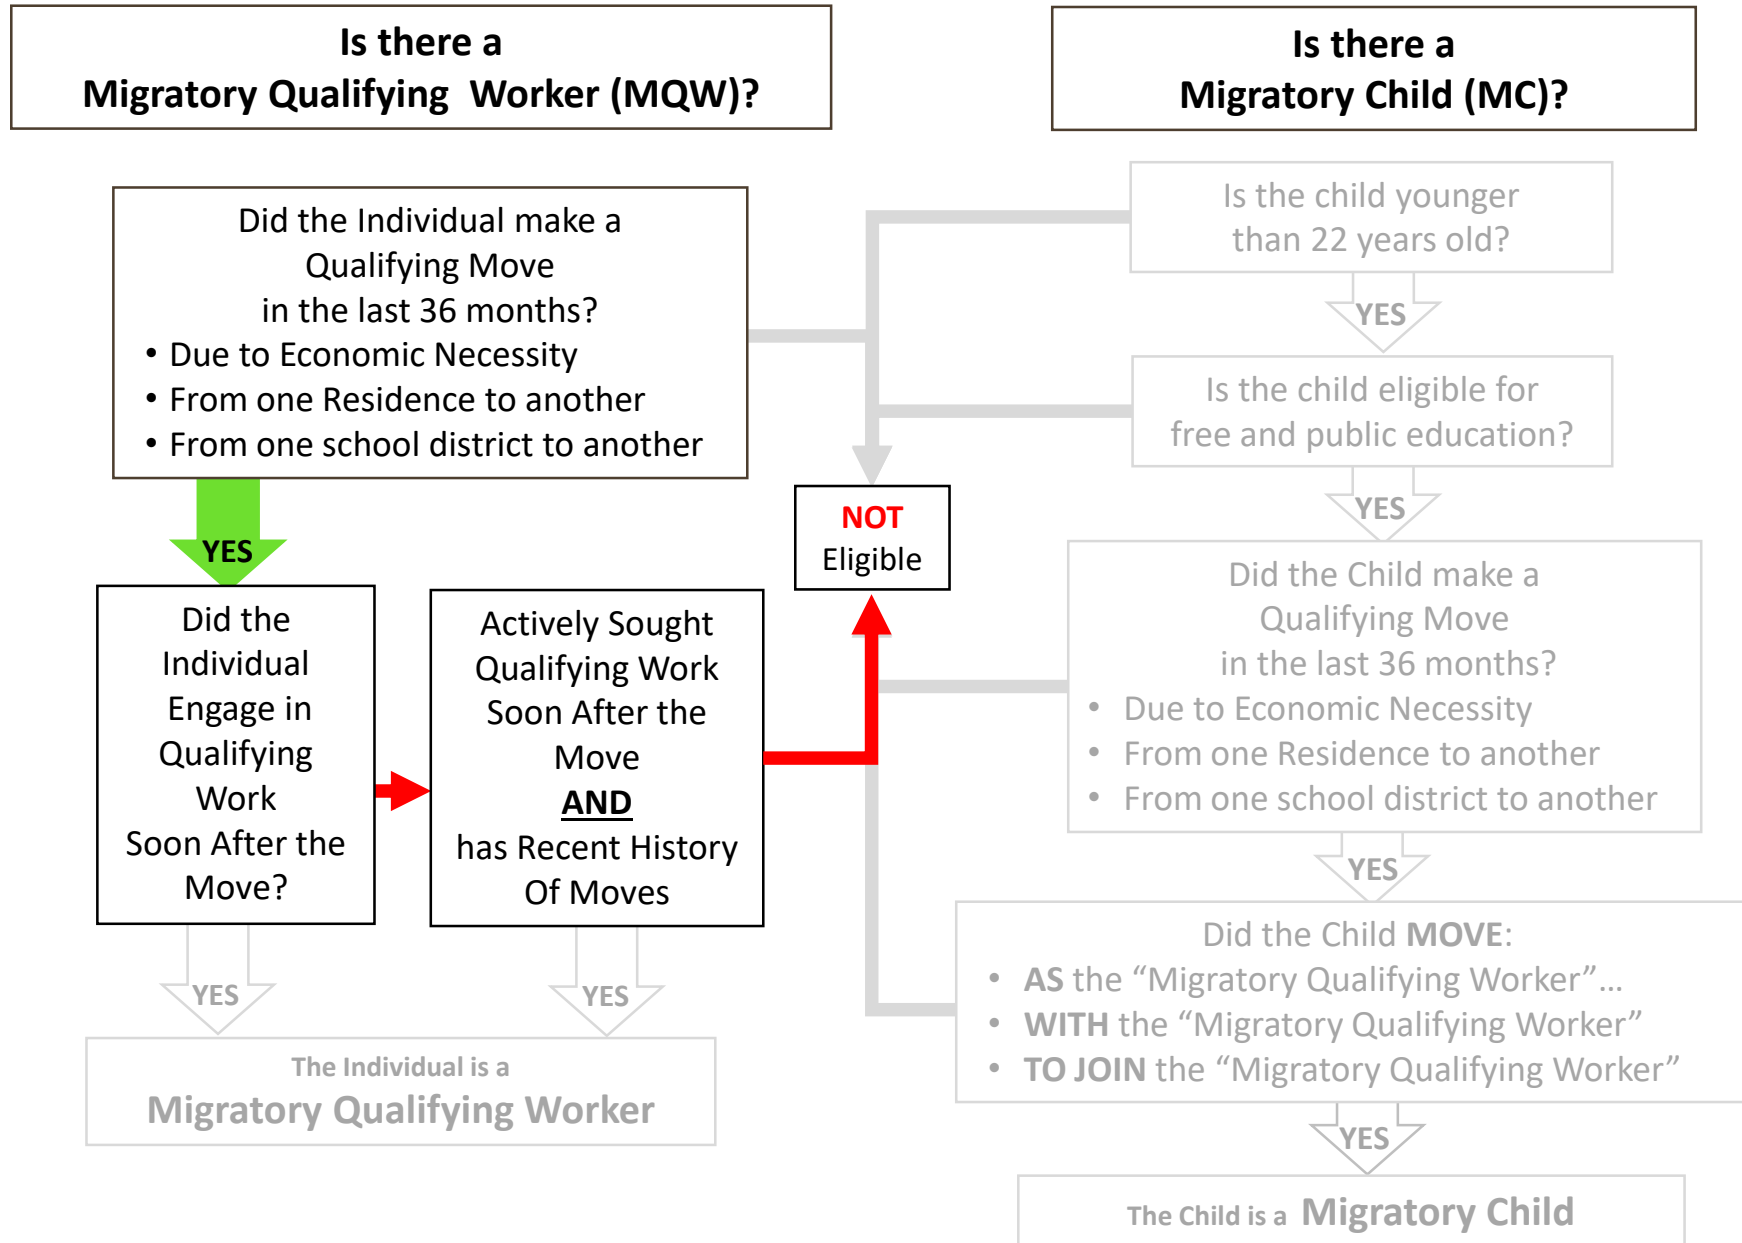 Is there a
Migratory Qualifying  Worker (MQW)?
Did the Individual make a
Qualifying Move
in the last 36 months?
• Due to Economic Necessity
• From one Residence to another
• From one school district to another
YES
Did the
Individual
Engage in
Qualifying
Work
Soon After the
Move?
YES
Actively Sought
Qualifying Work
Soon After the
Move
AND
has Recent History
Of Moves
YES
The Individual is a
Migratory Qualifying Worker
NOT
Eligible
Is there a
Migratory Child (MC)?
Is the child younger
than 22 years old?
YES
Is the child eligible for
free and public education?
YES
Did the Child make a
Qualifying Move
in the last 36 months?
• Due to Economic Necessity
• From one Residence to another
• From one school district to another
YES
Did the Child MOVE:
• AS the “Migratory Qualifying Worker”…
• WITH the “Migratory Qualifying Worker”
• TO JOIN the “Migratory Qualifying Worker”
YES
The Child is a Migratory Child